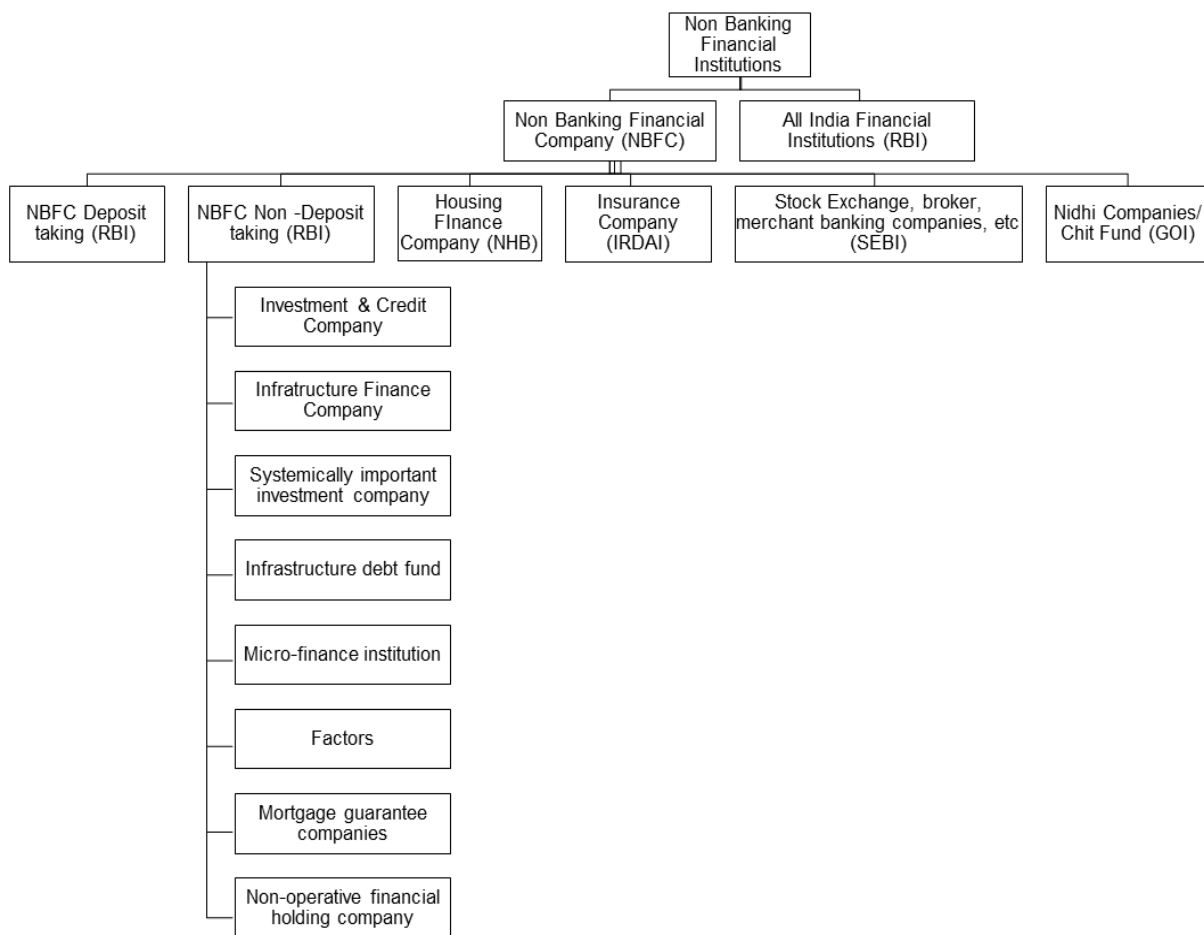 Non Banking
Financial
Institutions
Non Banking Financial
Company (NBFC)
All India Financial
Institutions (RBI)
NBFC Deposit
taking (RBI)
NBFC Non -Deposit
taking (RBI)
Housing
FInance
Company (NHB)
Insurance
Company
(IRDAI)
Stock Exchange, broker,
merchant banking companies, etc
(SEBI)
Nidhi Companies/
Chit Fund (GOI)
Investment & Credit
Company
Infratructure Finance
Company
Systemically important
investment company
Infrastructure debt fund
Micro-finance institution
Factors
Mortgage guarantee
companies
Non-operative financial
holding company